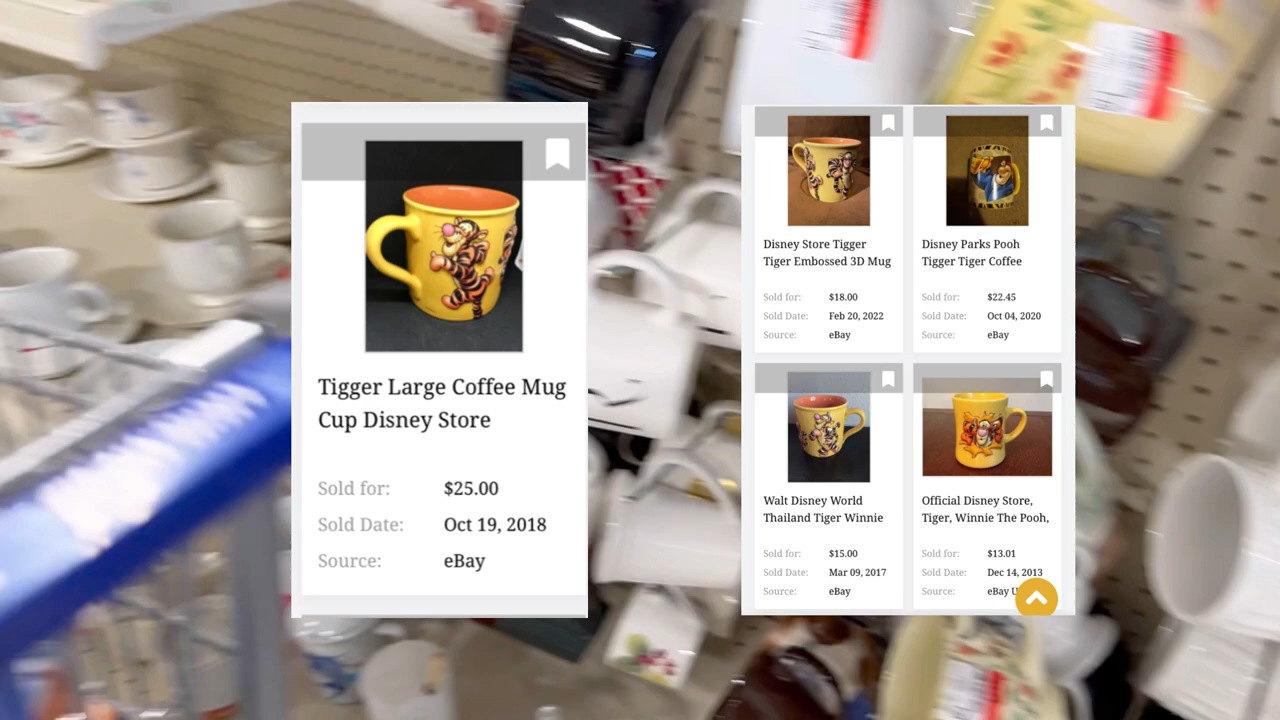 Tigger Large Coffee Mug
Cup Disney Store
Sold for: $25.00
Sold Date: Oct 19, 2018
Source: eBay
Disney Store Tigger
Tiger Embossed 3D Mug
Sold for: $18.00
Sold Date: Feb 20, 2022
Source: eBay
Disney Parks Pooh
Tigger Tiger Coffee
Sold for: $22.45
Sold Date: Oct 04, 2020
Source: eBay
Walt Disney World
Thailand Tiger Winnie
Sold for: $15.00
Sold Date: Mar 09, 2017
Source: eBay
Official Disney Store,
Tiger, Winnie The Pooh,
Sold for: $13.01
Sold Date: Dec 14, 2013
Source: eBay